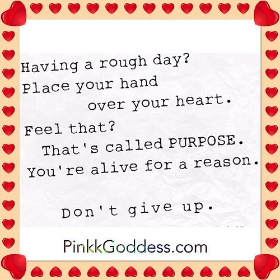 Having a rough day?
Place your hand
over your heart.
Feel that?
That's called PURPOSE.
You're alive for a reason.
Don't give up.
PinkkGoddess.com